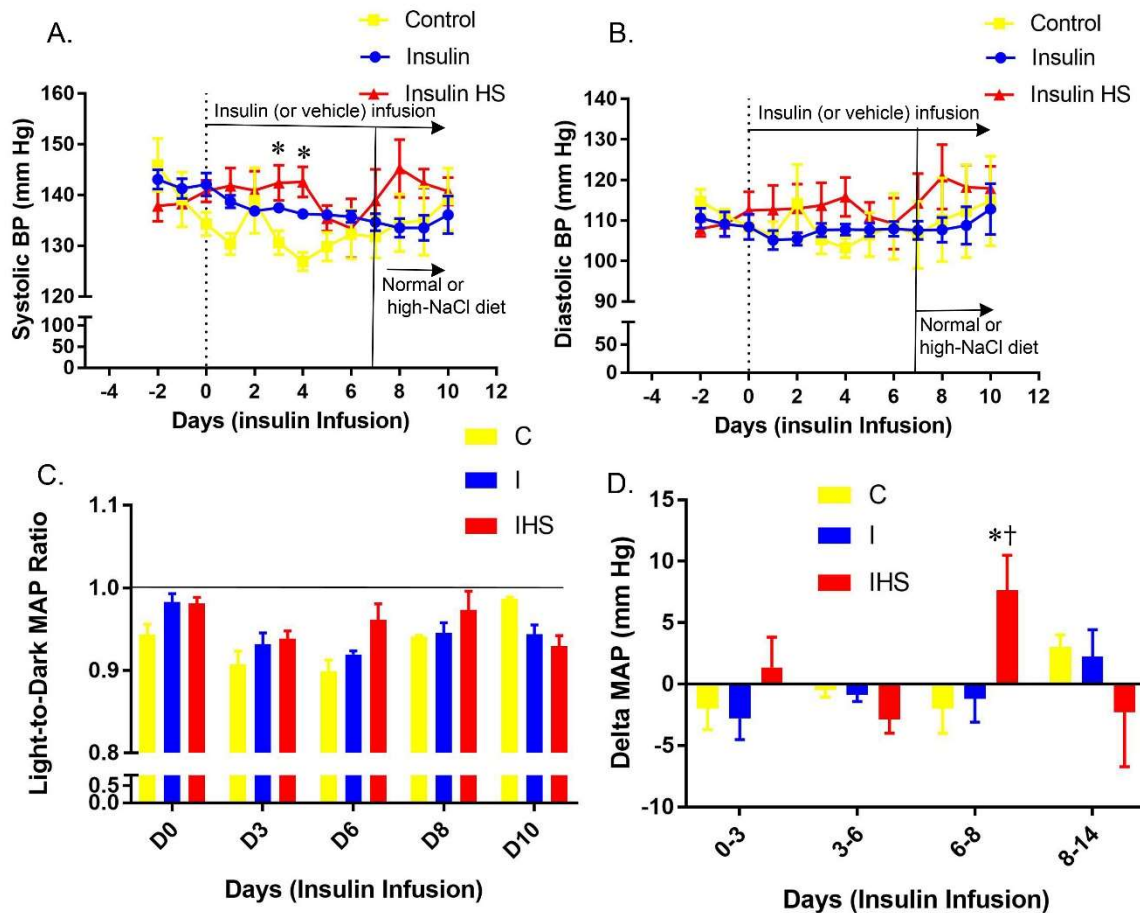 A.
Control
Insulin
Insulin HS
Systolic BP (mm Hg)
160
150
140
130
120
100
50
0
Insulin (or vehicle) infusion
* *
Normal or
high-NaCl diet
-4 -2 0 2 4 6 8 10 12
Days (insulin Infusion)
B.
Control
Insulin
Insulin HS
Diastolic BP (mm Hg)
140
130
120
110
100
90
50
0
Insulin (or vehicle) infusion
Normal or
high-NaCl diet
-4 -2 0 2 4 6 8 10 12
Days (insulin Infusion)
C.
C
I
IHS
Light-to-Dark MAP Ratio
1.1
1.0
0.9
0.8
0.5
0.0
D0 D3 D6 D8 D10
Days (Insulin Infusion)
D.
C
I
IHS
Delta MAP (mm Hg)
15
10
5
0
-5
-10
*†
0-3 3-6 6-8 8-14
Days (Insulin Infusion)